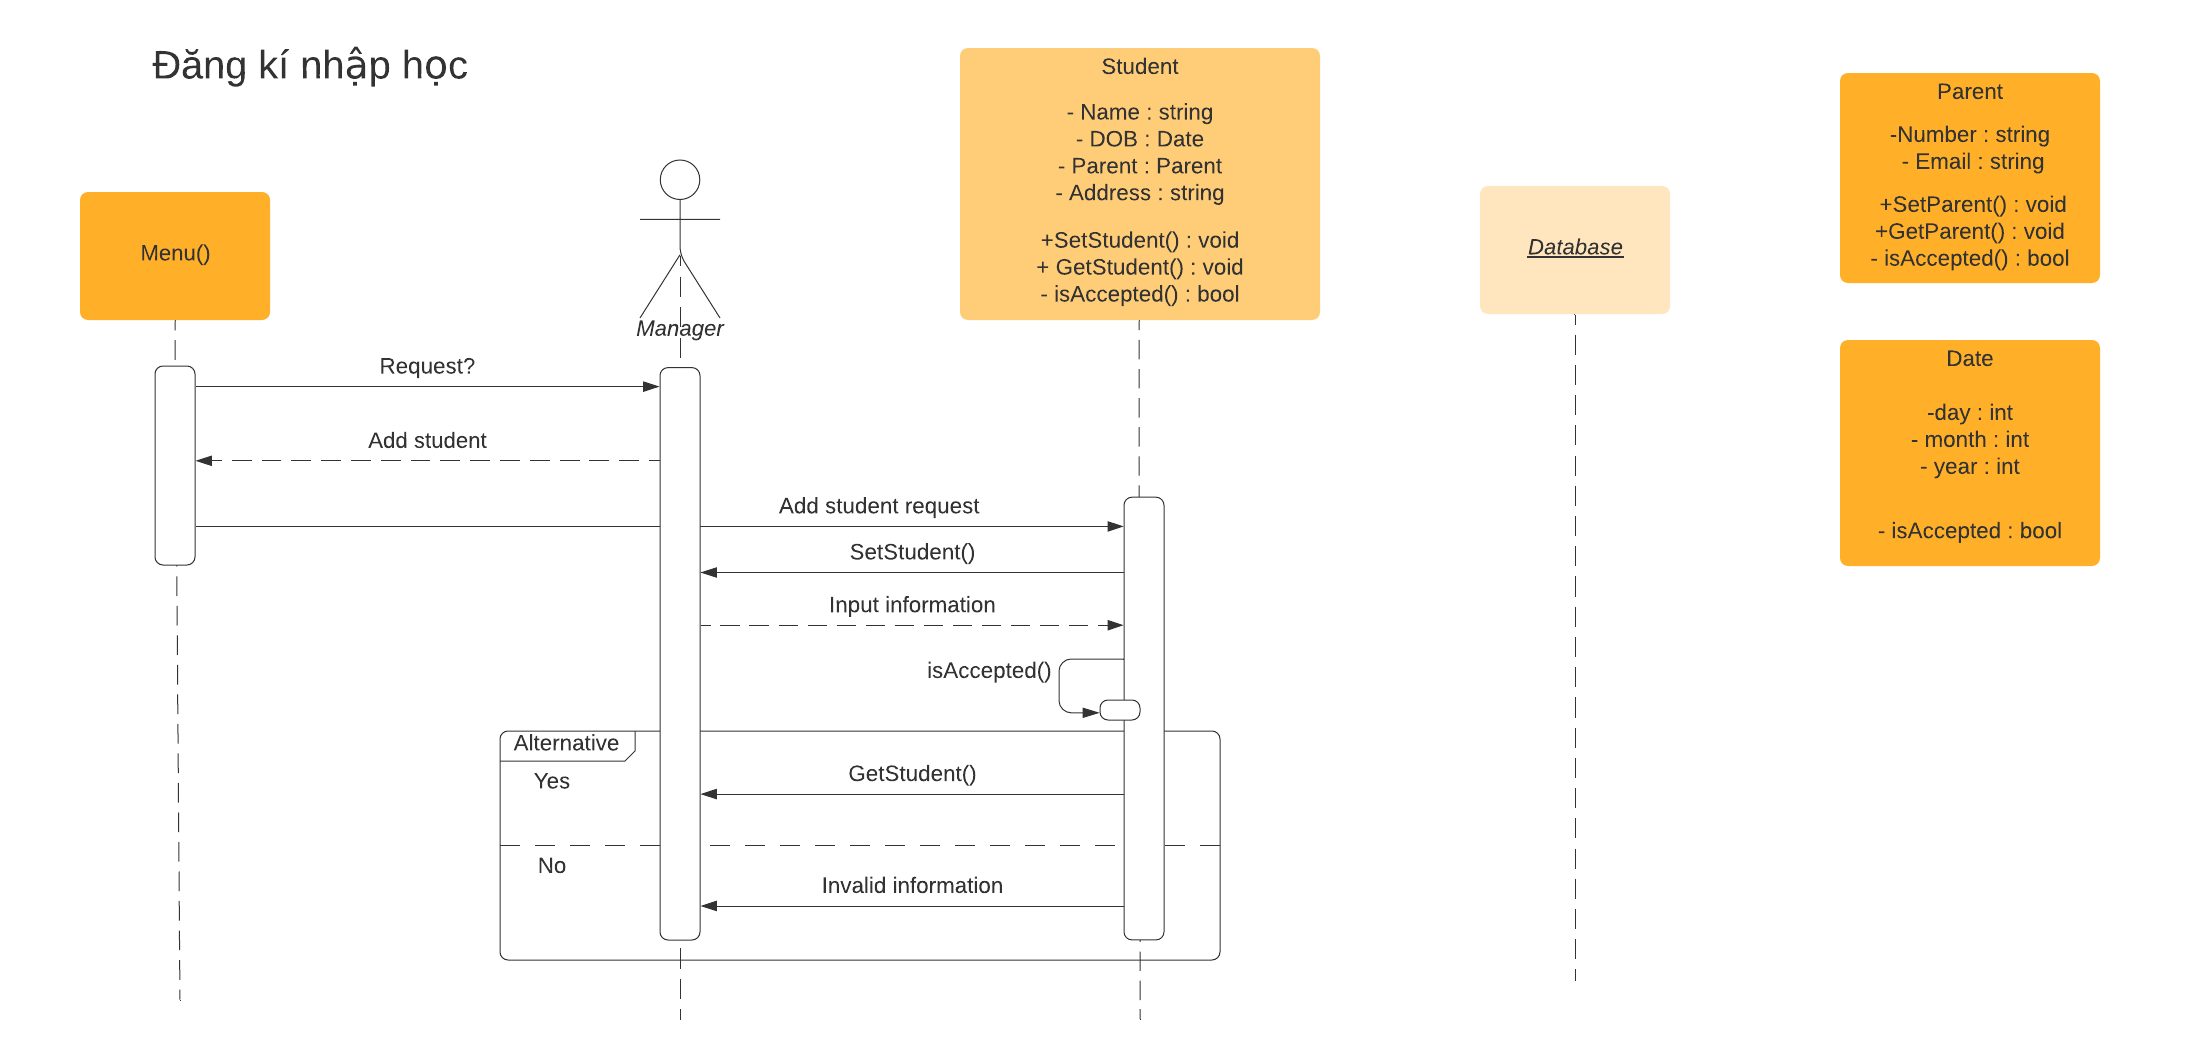 Đăng kí nhập học
Menu()
Manager
Student
- Name : string
- DOB : Date
- Parent : Parent
- Address : string
+SetStudent() : void
+ GetStudent() : void
- isAccepted() : bool
Database
Parent
-Number : string
- Email : string
+SetParent() : void
+GetParent() : void
- isAccepted() : bool
Date
-day : int
- month : int
- year : int
- isAccepted : bool
Request?
Add student
Add student request
SetStudent()
Input information
isAccepted()
Alternative
Yes
GetStudent()
No
Invalid information